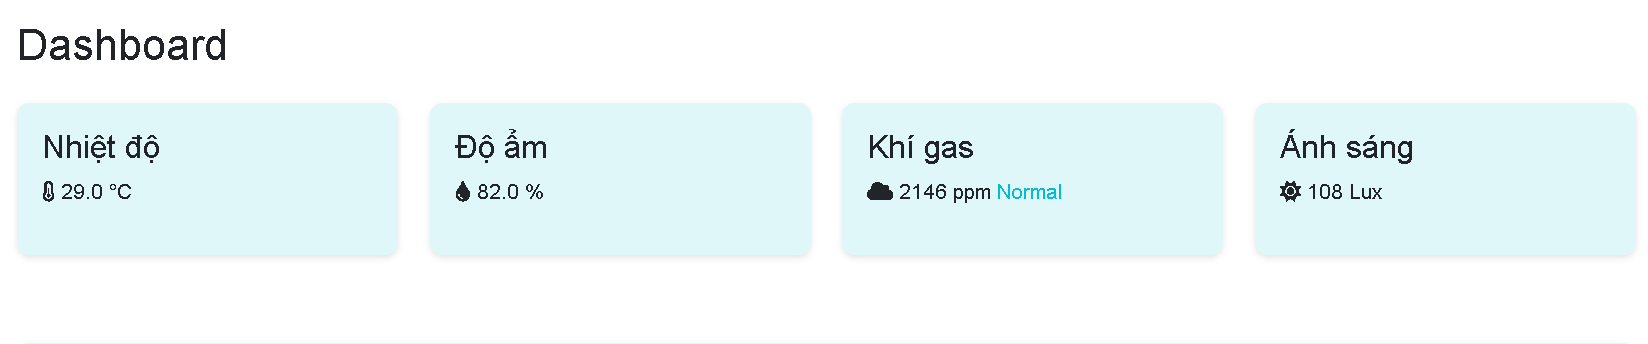 Dashboard
Nhiệt độ
29.0 °C
Độ ẩm
82.0 %
Khí gas
2146 ppm Normal
Ánh sáng
108 Lux